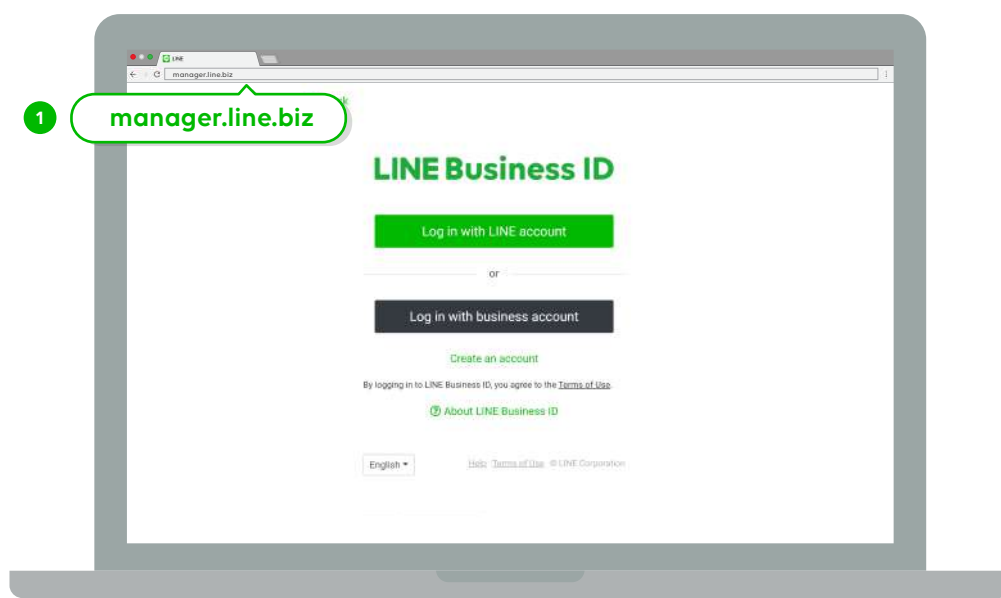 LINE
manager.line.biz
1
manager.line.biz
LINE Business ID
Log in with LINE account
or
Log in with business account
Create an account
By logging in to LINE Business ID, you agree to the Terms of Use.
About LINE Business ID
English
Help Terms of Use © LINE Corporation